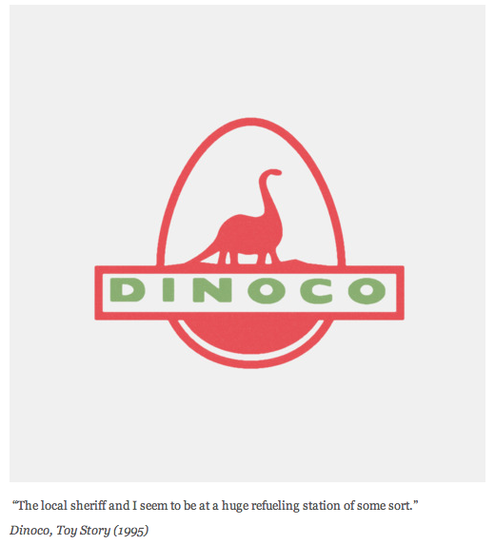 DINOCO
“The local sheriff and I seem to be at a huge refueling station of some sort.”
Dinoco, Toy Story (1995)